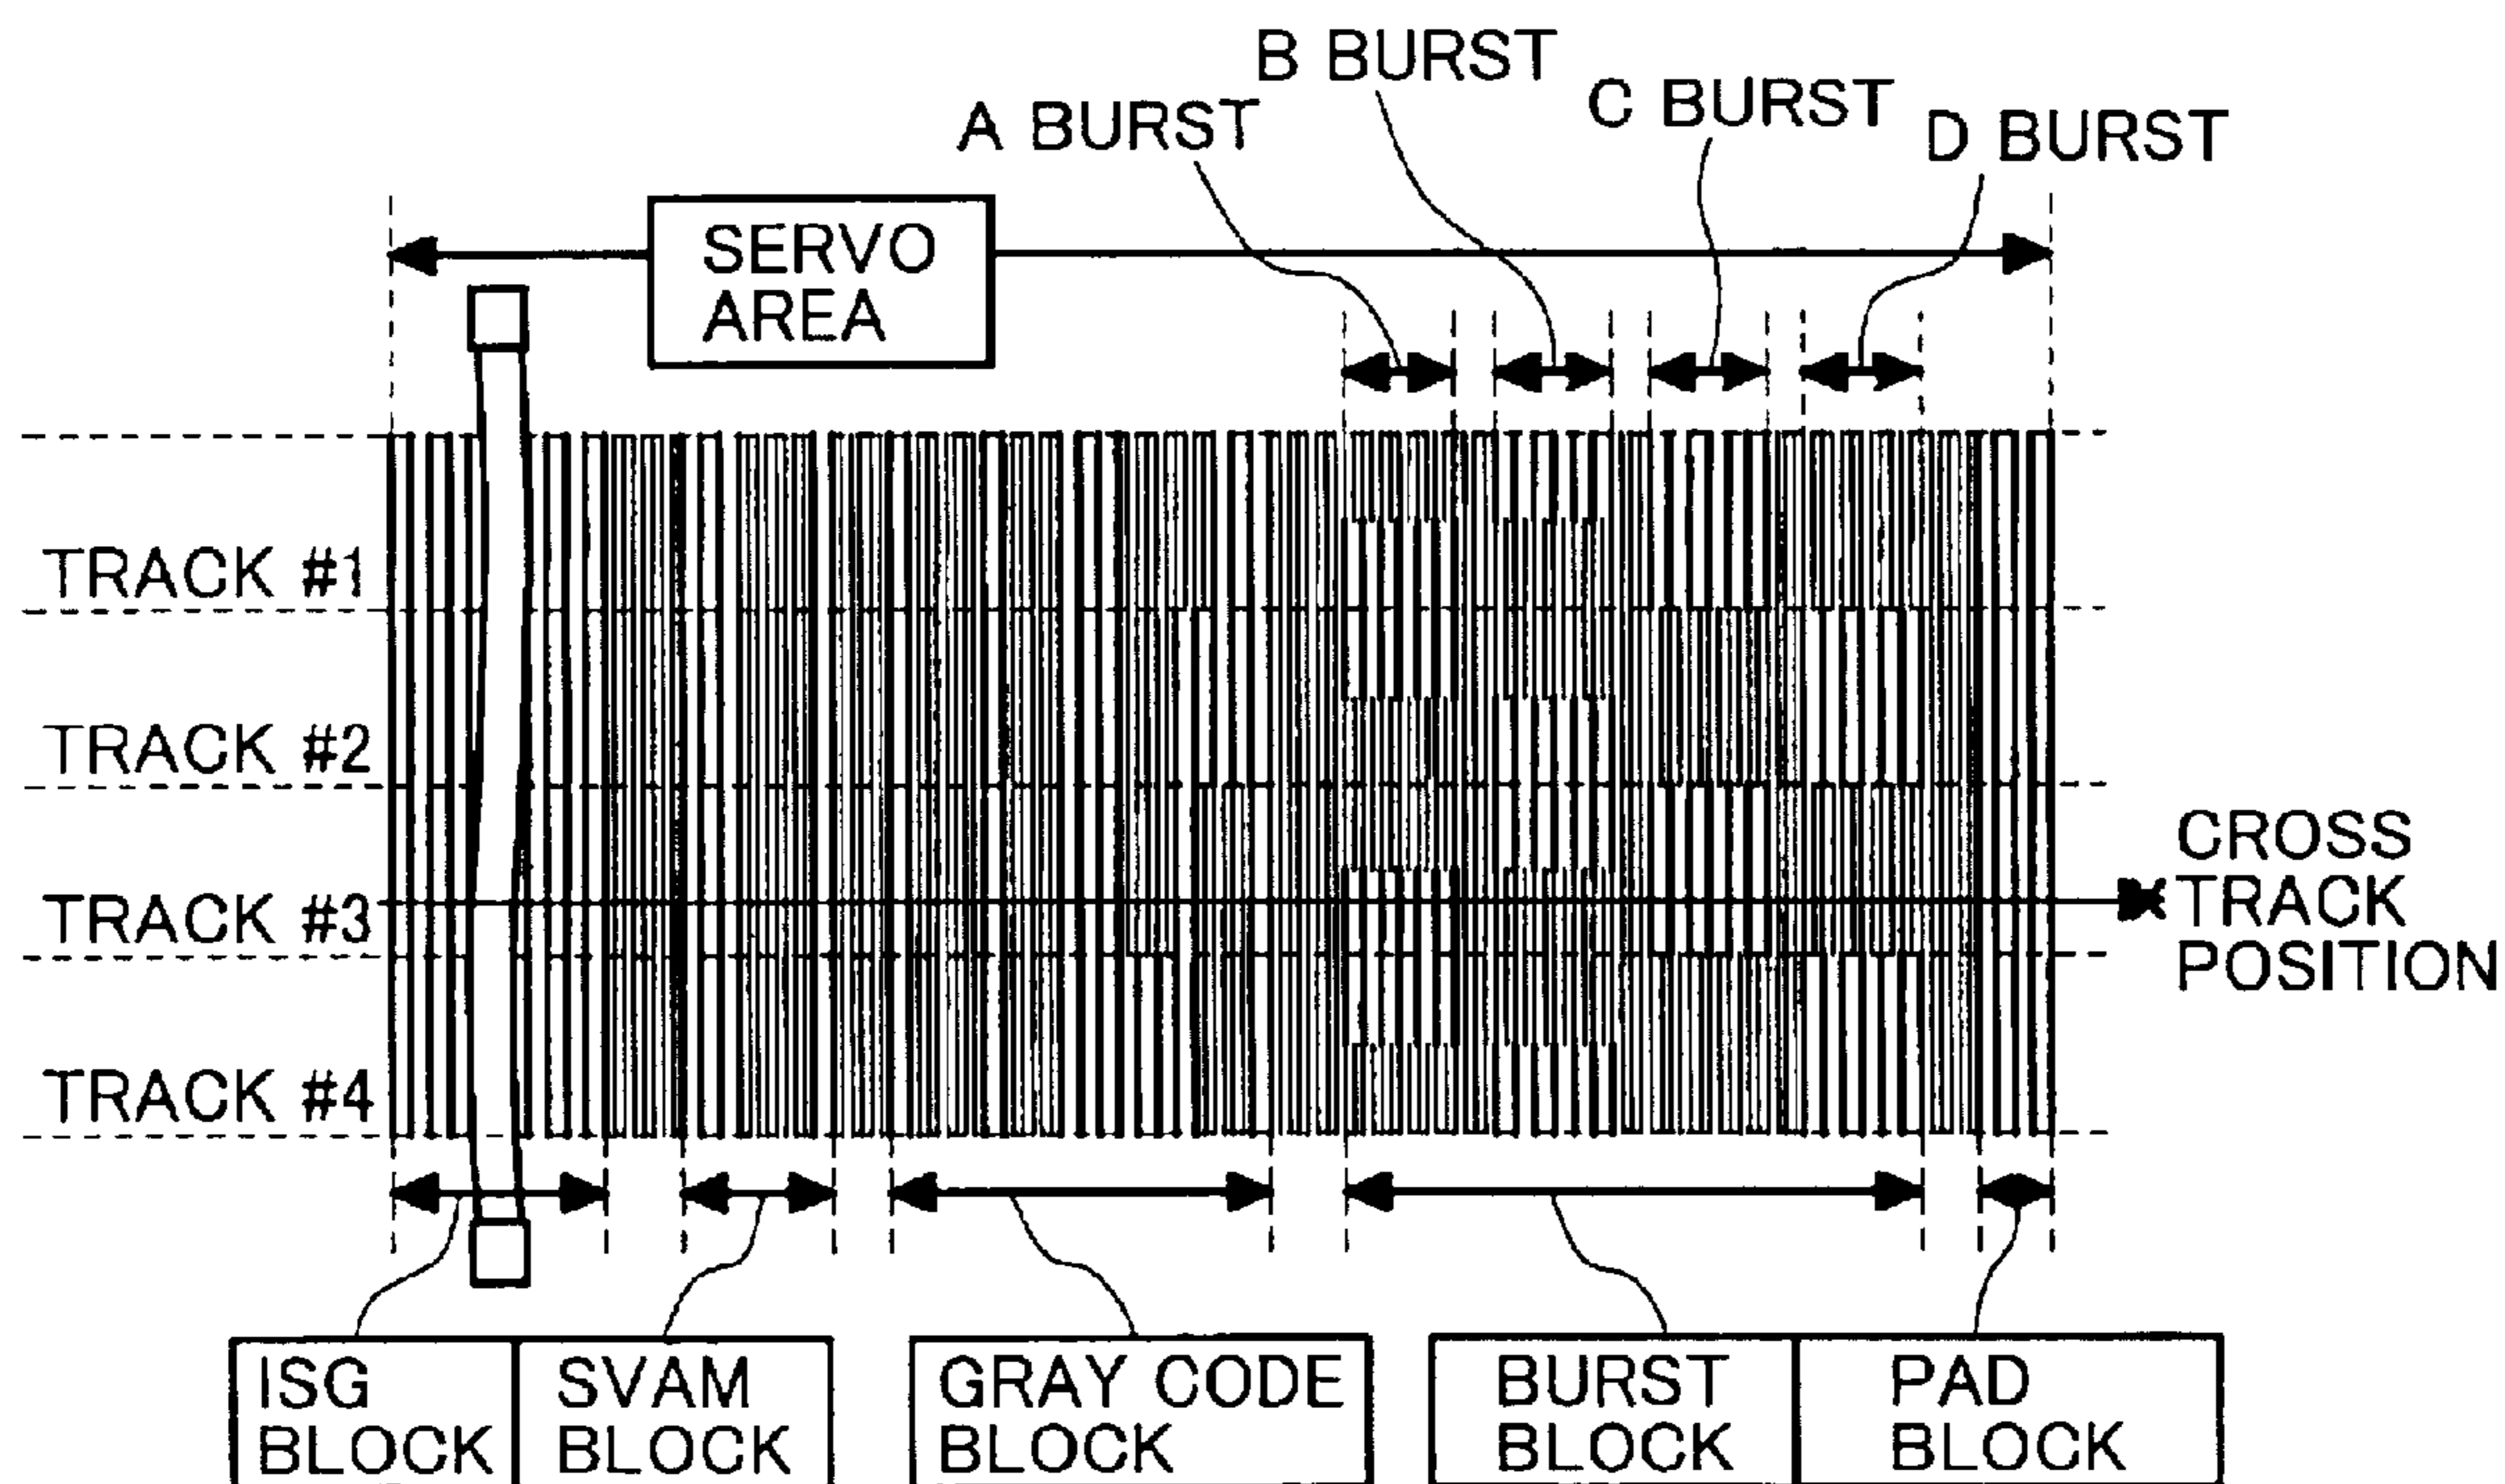 B BURST
A BURST
C BURST
D BURST
SERVO
AREA
TRACK #1
TRACK #2
TRACK #3
TRACK #4
CROSS
TRACK
POSITION
ISG
BLOCK
SVAM
BLOCK
GRAY CODE
BLOCK
BURST
BLOCK
PAD
BLOCK